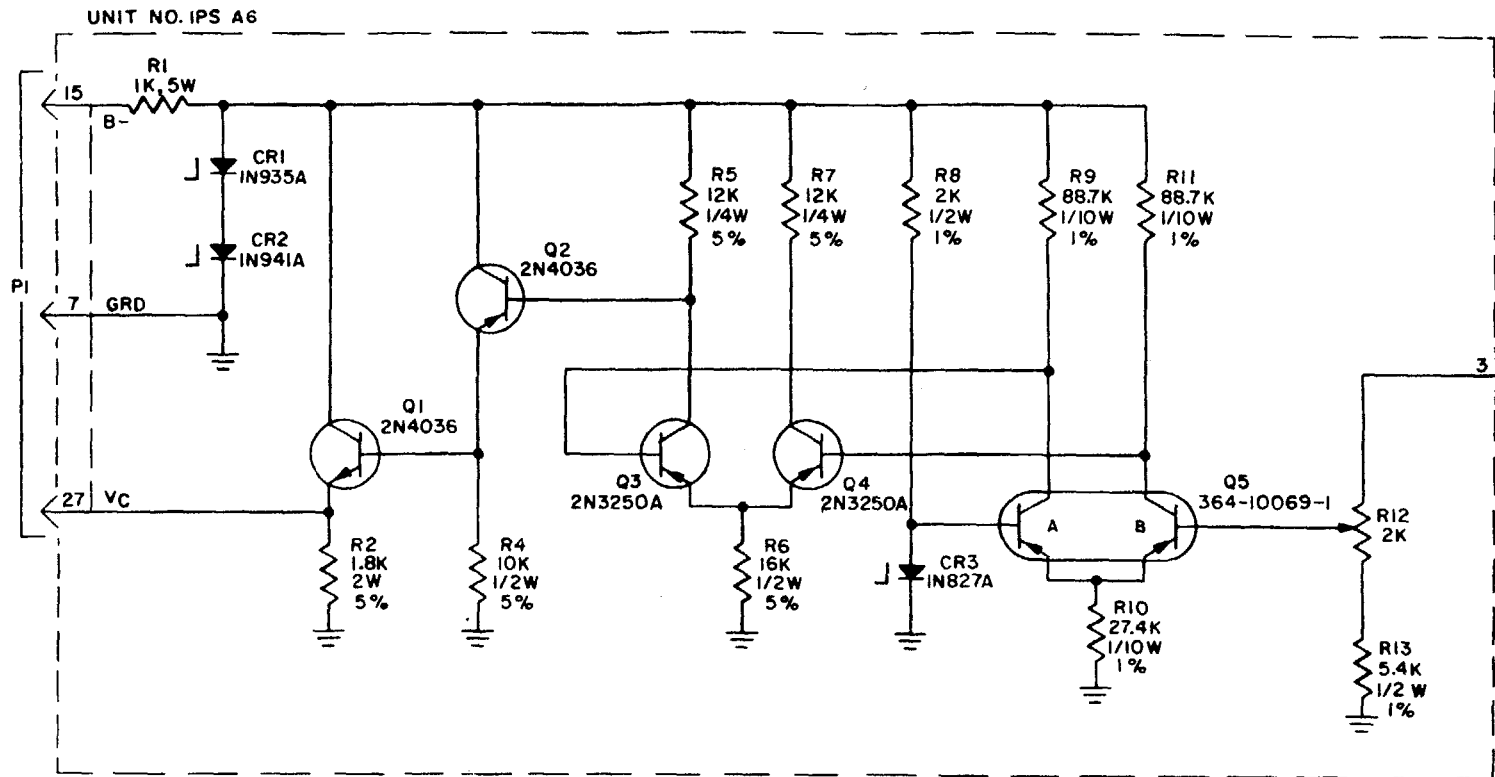 UNIT NO. IPS A6
R1
1K, 5W
15
B-
CR1
1N935A
CR2
1N941A
P1
7 GRD
Q2
2N4036
R5
12K
1/4W
5%
R7
12K
1/4W
5%
R8
2K
1/2W
1%
R9
88.7K
1/10W
1%
R11
88.7K
1/10W
1%
3
Q1
2N4036
27 VC
Q3
2N3250A
Q4
2N3250A
Q5
364-10069-1
A
B
R12
2K
R2
1.8K
2W
5%
R4
10K
1/2W
5%
R6
16K
1/2W
5%
CR3
1N827A
R10
27.4K
1/10W
1%
R13
5.4K
1/2 W
1%